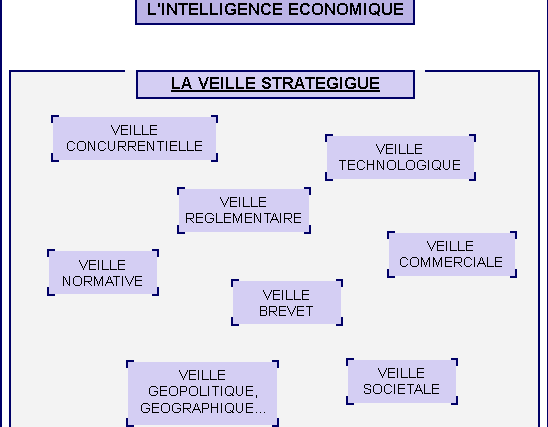 L'INTELLIGENCE ECONOMIQUE
LA VEILLE STRATEGIGUE
VEILLE
CONCURRENTIELLE
VEILLE
TECHNOLOGIQUE
VEILLE
REGLEMENTAIRE
VEILLE
COMMERCIALE
VEILLE
NORMATIVE
VEILLE
BREVET
VEILLE
GEOPOLITIQUE,
GEOGRAPHIQUE...
VEILLE
SOCIETALE